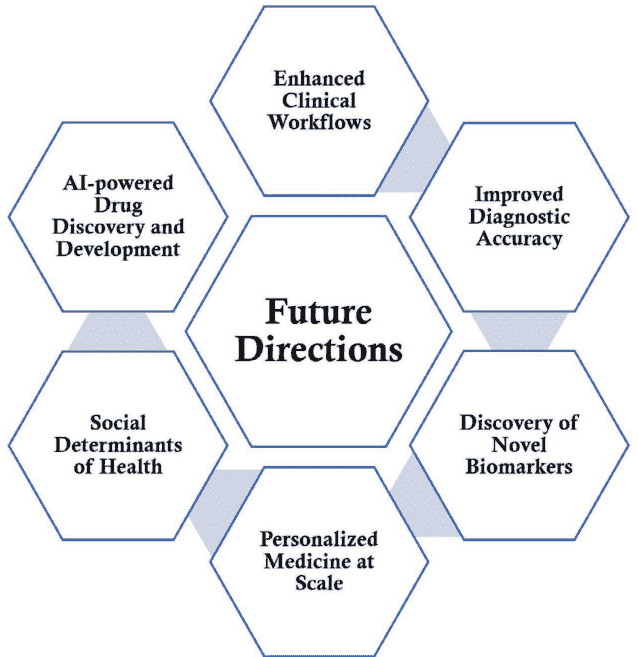 Enhanced
Clinical
Workflows
Improved
Diagnostic
Accuracy
Discovery of
Novel
Biomarkers
Personalized
Medicine at
Scale
Social
Determinants
of Health
AI-powered
Drug
Discovery and
Development
Future
Directions